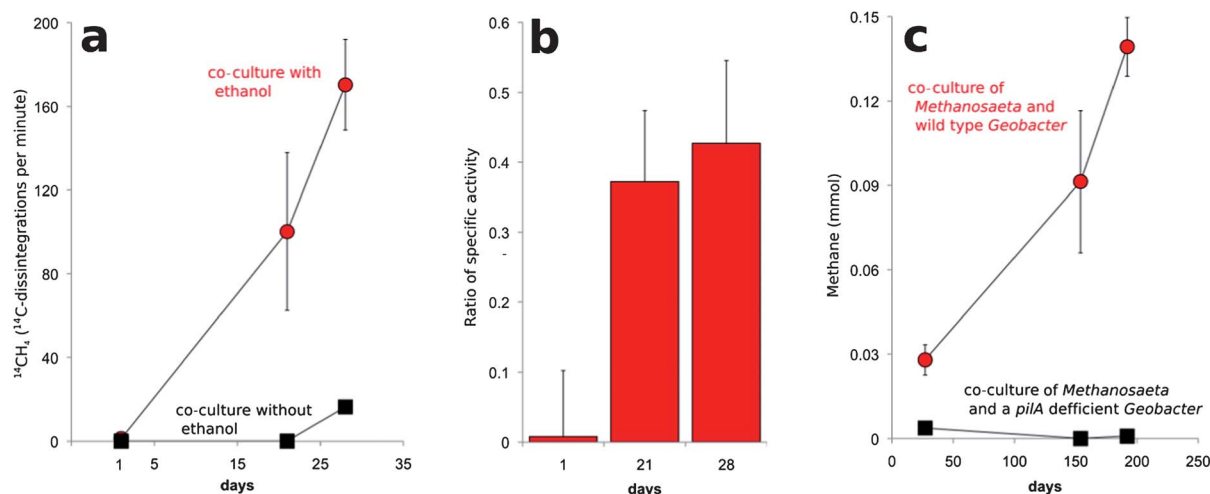 a
200
160
120
80
40
0
¹⁴CH₄ (¹⁴C-dissintegrations per minute)
co-culture with
ethanol
co-culture without
ethanol
1 5 15 25 35
days
b
0.6
0.5
0.4
0.3
0.2
0.1
0
Ratio of specific activity
-
1 21 28
days
c
0.15
0.12
0.09
0.06
0.03
0
Methane (mmol)
co-culture of
Methanosaeta and
wild type Geobacter
co-culture of Methanosaeta
and a pilA defficient Geobacter
0 50 100 150 200 250
days